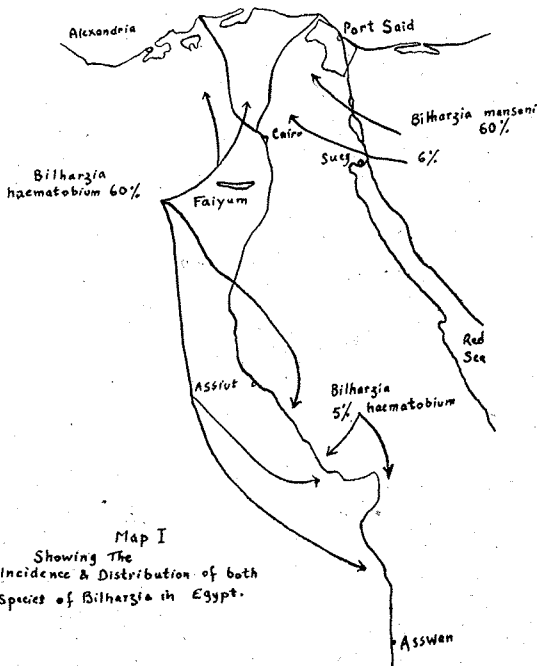 Alexandria
Port Said
Bilharzia mansoni
60%
6%
Cairo
Suez
Bilharzia
haematobium 60%
Faiyum
Red
Sea
Assiut
Bilharzia
5% haematobium
Map I
Showing The
Incidence & Distribution of both
Species of Bilharzia in Egypt.
Asswan